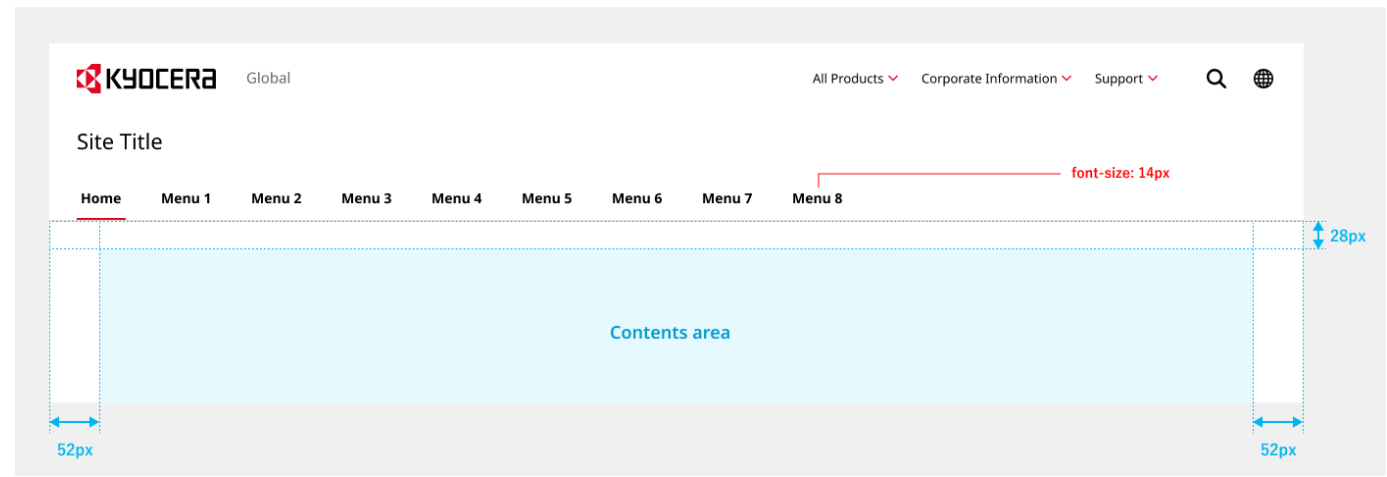 KYOCERA Global All Products Corporate Information Support
Site Title
font-size: 14px
Home Menu 1 Menu 2 Menu 3 Menu 4 Menu 5 Menu 6 Menu 7 Menu 8
28px
Contents area
52px 52px